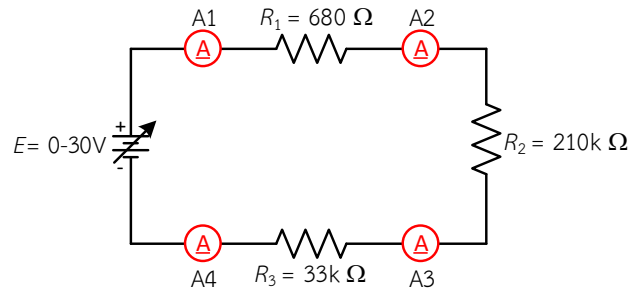 A1
R₁ = 680 Ω
A2
A
A
+
E= 0-30V
-
R₂ = 210k Ω
A
A
A4
R₃ = 33k Ω
A3